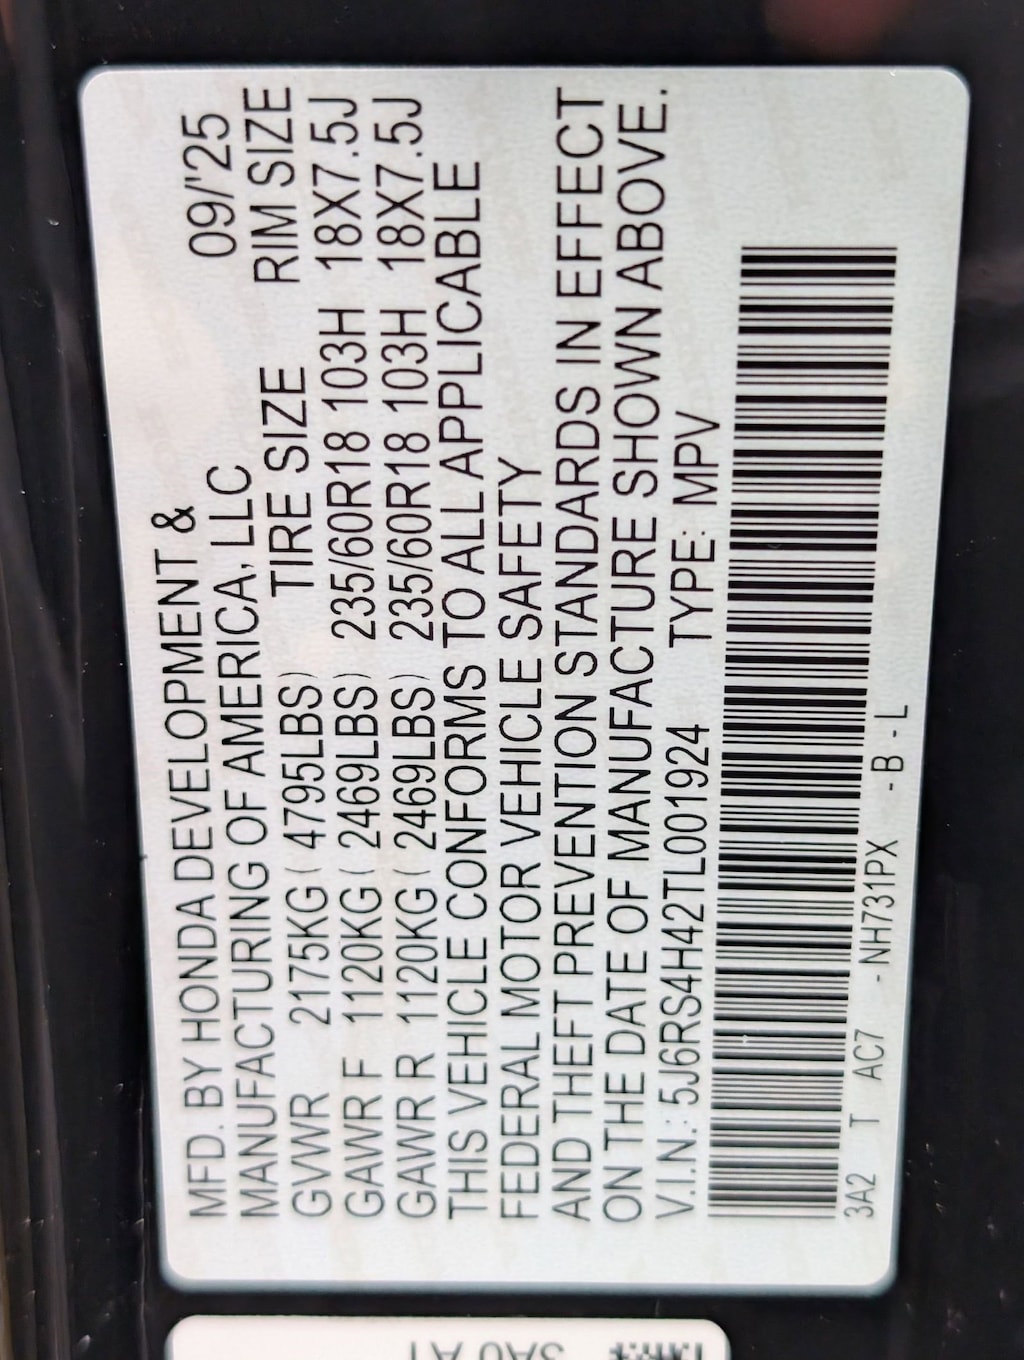 MFD. BY HONDA DEVELOPMENT &
MANUFACTURING OF AMERICA, LLC 09/'25
GVWR 2175KG ( 4795LBS) TIRE SIZE RIM SIZE
GAWR F 1120KG ( 2469LBS) 235/60R18 103H 18X7.5J
GAWR R 1120KG ( 2469LBS) 235/60R18 103H 18X7.5J
THIS VEHICLE CONFORMS TO ALL APPLICABLE
FEDERAL MOTOR VEHICLE SAFETY
AND THEFT PREVENTION STANDARDS IN EFFECT
ON THE DATE OF MANUFACTURE SHOWN ABOVE.
V.I.N.: 5J6RS4H42TL001924 TYPE: MPV
3A2 T AC7 - NH731PX - B - L